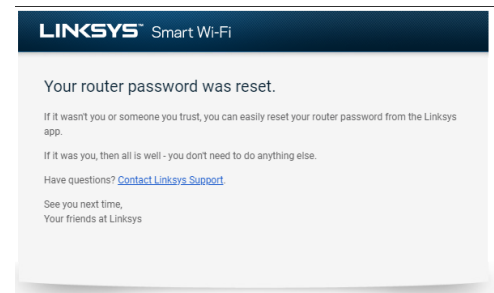 LINKSYS™ Smart Wi-Fi
Your router password was reset.
If it wasn't you or someone you trust, you can easily reset your router password from the Linksys
app.
If it was you, then all is well - you don't need to do anything else.
Have questions? Contact Linksys Support.
See you next time,
Your friends at Linksys